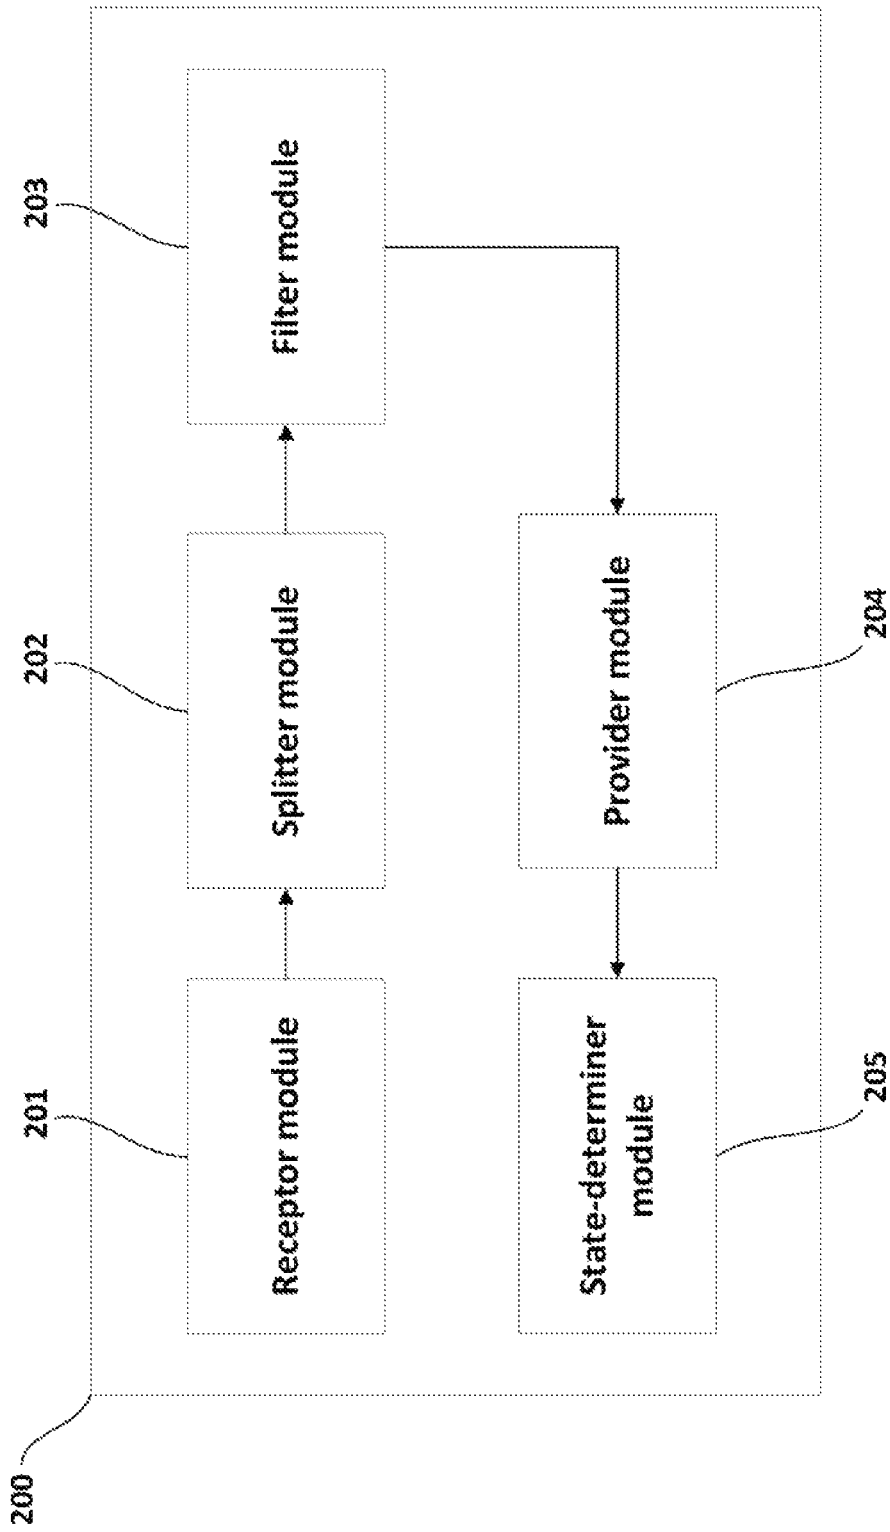 200
201
202
203
Receptor module
Splitter module
Filter module
State-determiner
module
Provider module
205
204